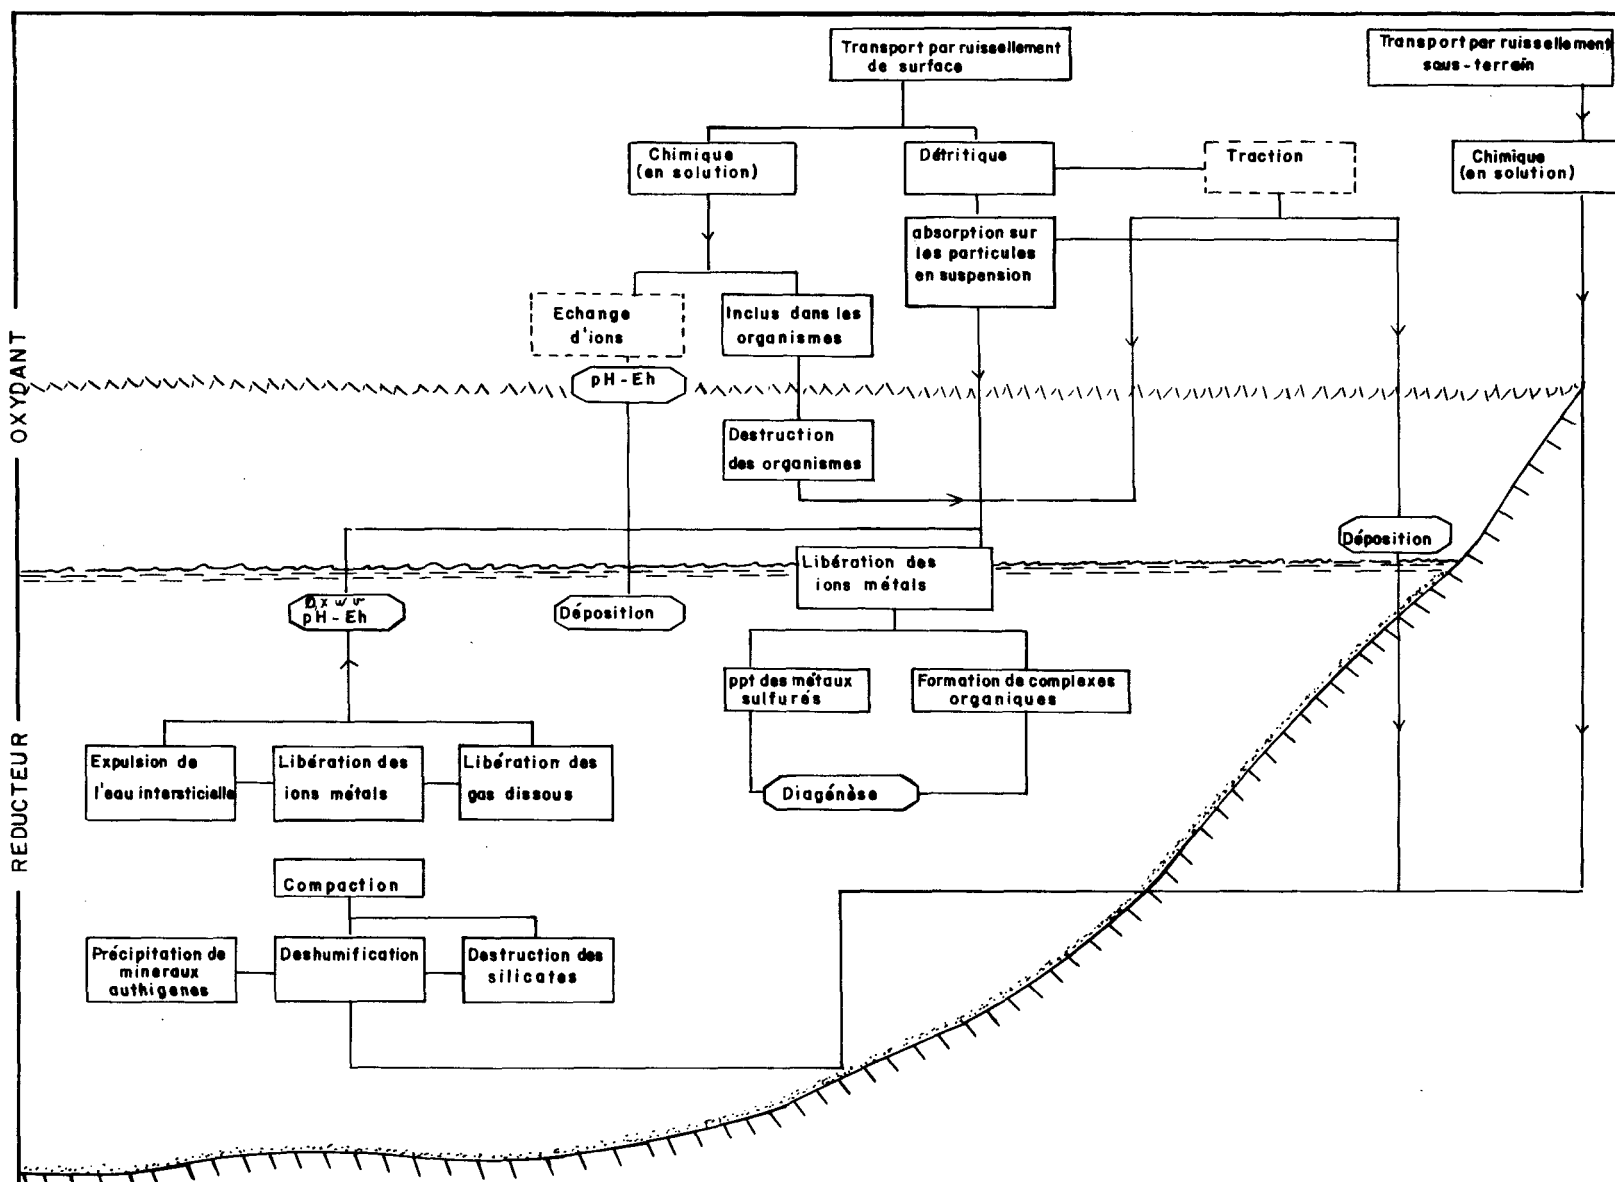 Transport par ruissellement
de surface
Transport par ruissellement
sous-terrain
Chimique
(en solution)
Détritique
Traction
Chimique
(en solution)
absorption sur
les particules
en suspension
Echange
d'ions
Inclus dans les
organismes
OXYDANT
pH-Eh
Destruction
des organismes
Déposition
Libération des
ions métals
pH-Eh
Déposition
ppt des métaux
sulfurés
Formation de complexes
organiques
REDUCTEUR
Expulsion de
l'eau intersticielle
Libération des
ions métals
Libération des
gas dissous
Diagénèse
Compaction
Précipitation de
mineraux
authigenes
Deshumification
Destruction des
silicates